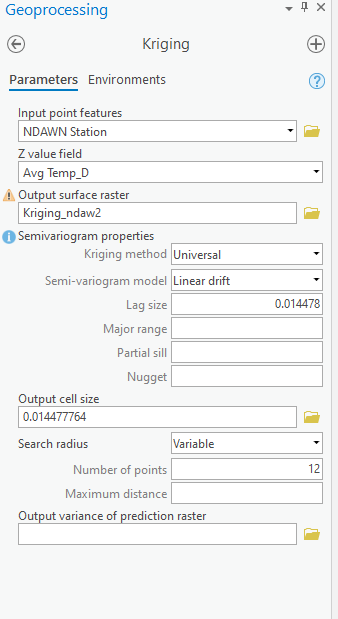 Geoprocessing
Kriging
Parameters Environments
Input point features
NDAWN Station
Z value field
Avg Temp_D
Output surface raster
Kriging_ndaw2
Semivariogram properties
Kriging method Universal
Semi-variogram model Linear drift
Lag size 0.014478
Major range
Partial sill
Nugget
Output cell size
0.014477764
Search radius Variable
Number of points 12
Maximum distance
Output variance of prediction raster